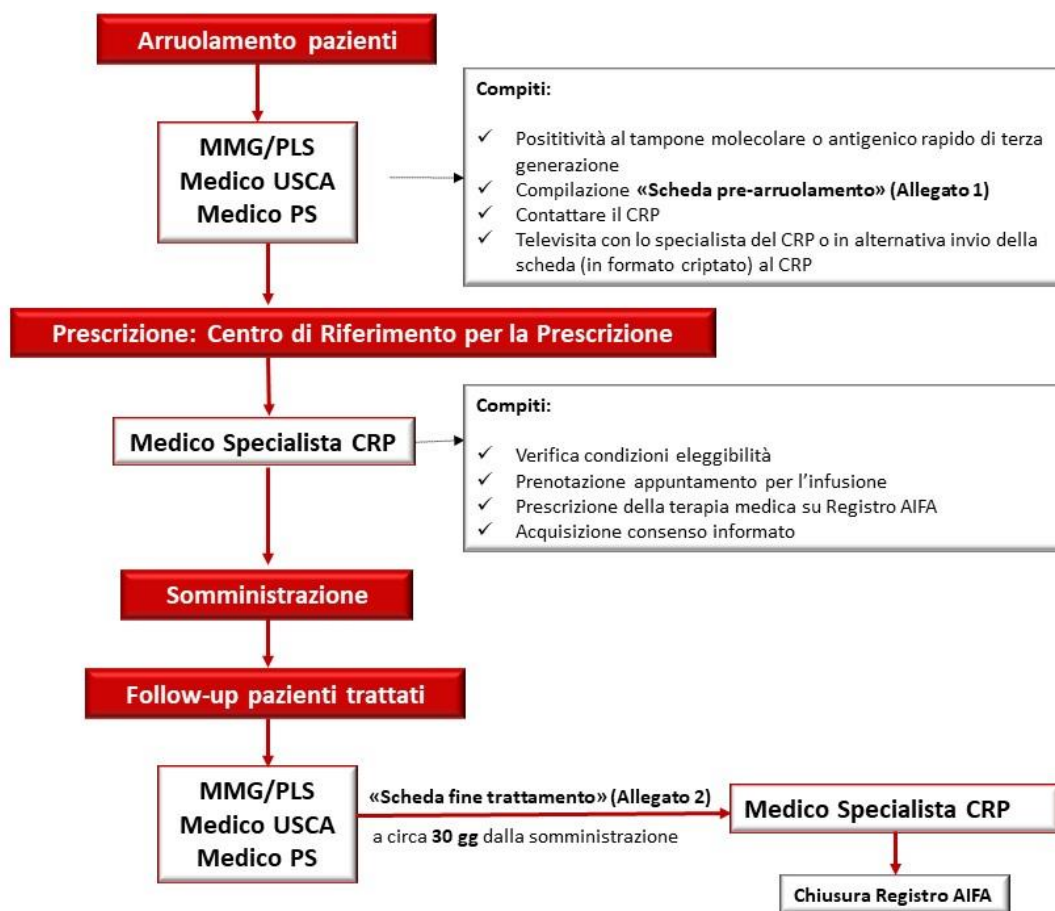 Arruolamento pazienti
MMG/PLS
Medico USCA
Medico PS
Compiti:
✓ Posititività al tampone molecolare o antigenico rapido di terza
generazione
✓ Compilazione «Scheda pre-arruolamento» (Allegato 1)
✓ Contattare il CRP
✓ Televisita con lo specialista del CRP o in alternativa invio della
scheda (in formato criptato) al CRP
Prescrizione: Centro di Riferimento per la Prescrizione
Medico Specialista CRP
Compiti:
✓ Verifica condizioni eleggibilità
✓ Prenotazione appuntamento per l’infusione
✓ Prescrizione della terapia medica su Registro AIFA
✓ Acquisizione consenso informato
Somministrazione
Follow-up pazienti trattati
MMG/PLS
Medico USCA
Medico PS
«Scheda fine trattamento» (Allegato 2)
a circa 30 gg dalla somministrazione
Medico Specialista CRP
Chiusura Registro AIFA